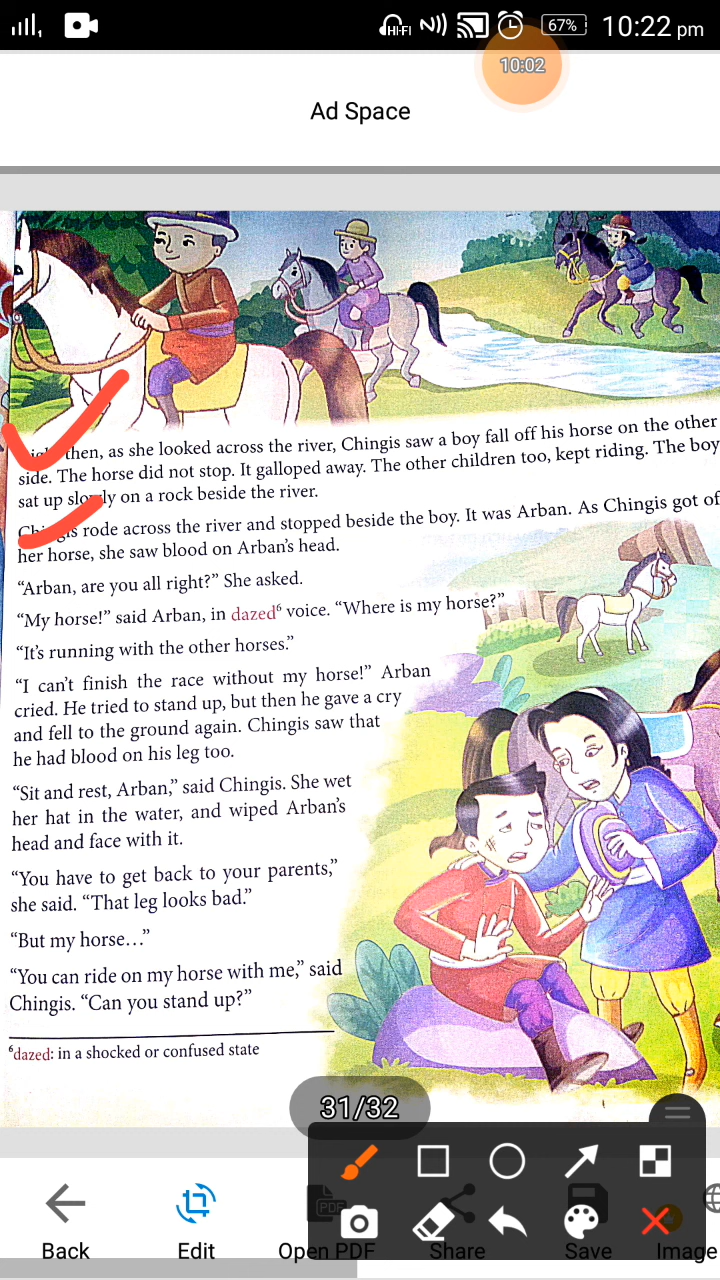 HI-FI 67% 10:22 pm
10:02
Ad Space
then, as she looked across the river, Chingis saw a boy fall off his horse on the other
side. The horse did not stop. It galloped away. The other children too, kept riding. The boy
sat up slowly on a rock beside the river.
Chingis rode across the river and stopped beside the boy. It was Arban. As Chingis got of
her horse, she saw blood on Arban's head.
“Arban, are you all right?” She asked.
“My horse!” said Arban, in dazed⁶ voice. “Where is my horse?”
“It's running with the other horses.”
“I can't finish the race without my horse!” Arban
cried. He tried to stand up, but then he gave a cry
and fell to the ground again. Chingis saw that
he had blood on his leg too.
“Sit and rest, Arban,” said Chingis. She wet
her hat in the water, and wiped Arban's
head and face with it.
“You have to get back to your parents,”
she said. “That leg looks bad.”
“But my horse…”
“You can ride on my horse with me,” said
Chingis. “Can you stand up?”
⁶dazed: in a shocked or confused state
31/32
PDF
Back Edit Open PDF Share Save Image